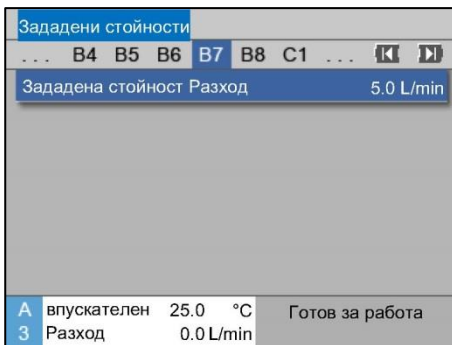 Зададени стойности
... B4 B5 B6 B7 B8 C1 ...
Зададена стойност Разход 5.0 L/min
A впускателен 25.0 °C Готов за работа
3 Разход 0.0 L/min